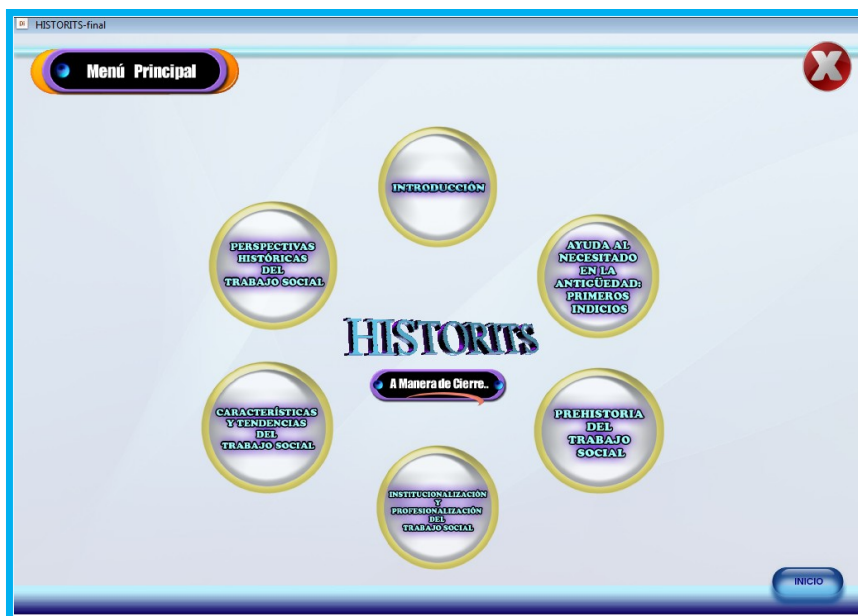 HISTORITS-final
Menú Principal
INTRODUCCIÓN
PERSPECTIVAS
HISTÓRICAS
DEL
TRABAJO SOCIAL
AYUDA AL
NECESITADO
EN LA
ANTIGÜEDAD:
PRIMEROS
INDICIOS
HISTORITS
A Manera de Cierre..
CARACTERÍSTICAS
Y TENDENCIAS
DEL
TRABAJO SOCIAL
PREHISTORIA
DEL
TRABAJO
SOCIAL
INSTITUCIONALIZACIÓN
Y
PROFESIONALIZACIÓN
DEL
TRABAJO SOCIAL
INICIO